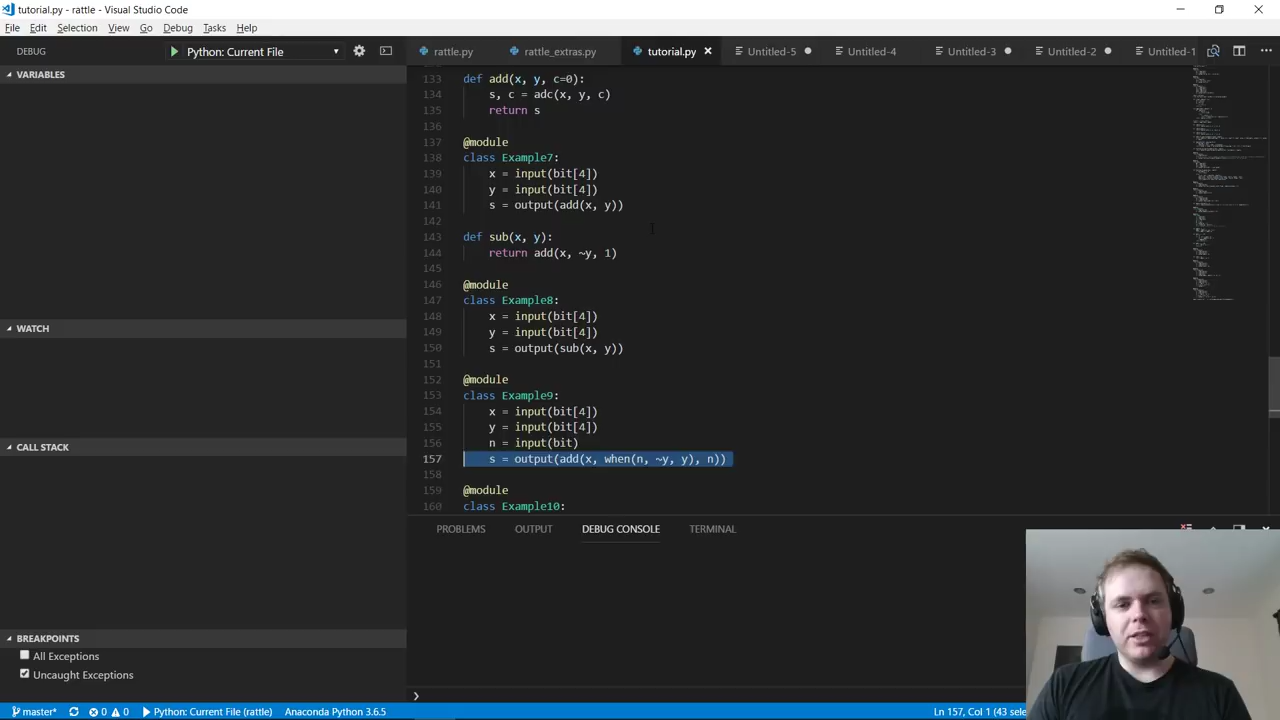 tutorial.py - rattle - Visual Studio Code
File Edit Selection View Go Debug Tasks Help
DEBUG Python: Current File
rattle.py rattle_extras.py tutorial.py Untitled-5 Untitled-4 Untitled-3 Untitled-2 Untitled-1
VARIABLES
WATCH
CALL STACK
BREAKPOINTS
All Exceptions
Uncaught Exceptions
133 def add(x, y, c=0):
134 s, c = adc(x, y, c)
135 return s
136
137 @module
138 class Example7:
139 x = input(bit[4])
140 y = input(bit[4])
141 s = output(add(x, y))
142
143 def sub(x, y):
144 return add(x, ~y, 1)
145
146 @module
147 class Example8:
148 x = input(bit[4])
149 y = input(bit[4])
150 s = output(sub(x, y))
151
152 @module
153 class Example9:
154 x = input(bit[4])
155 y = input(bit[4])
156 n = input(bit)
157 s = output(add(x, when(n, ~y, y), n))
158
159 @module
160 class Example10:
PROBLEMS OUTPUT DEBUG CONSOLE TERMINAL
master* 0 0 Python: Current File (rattle) Anaconda Python 3.6.5 Ln 157, Col 1 (43 sele